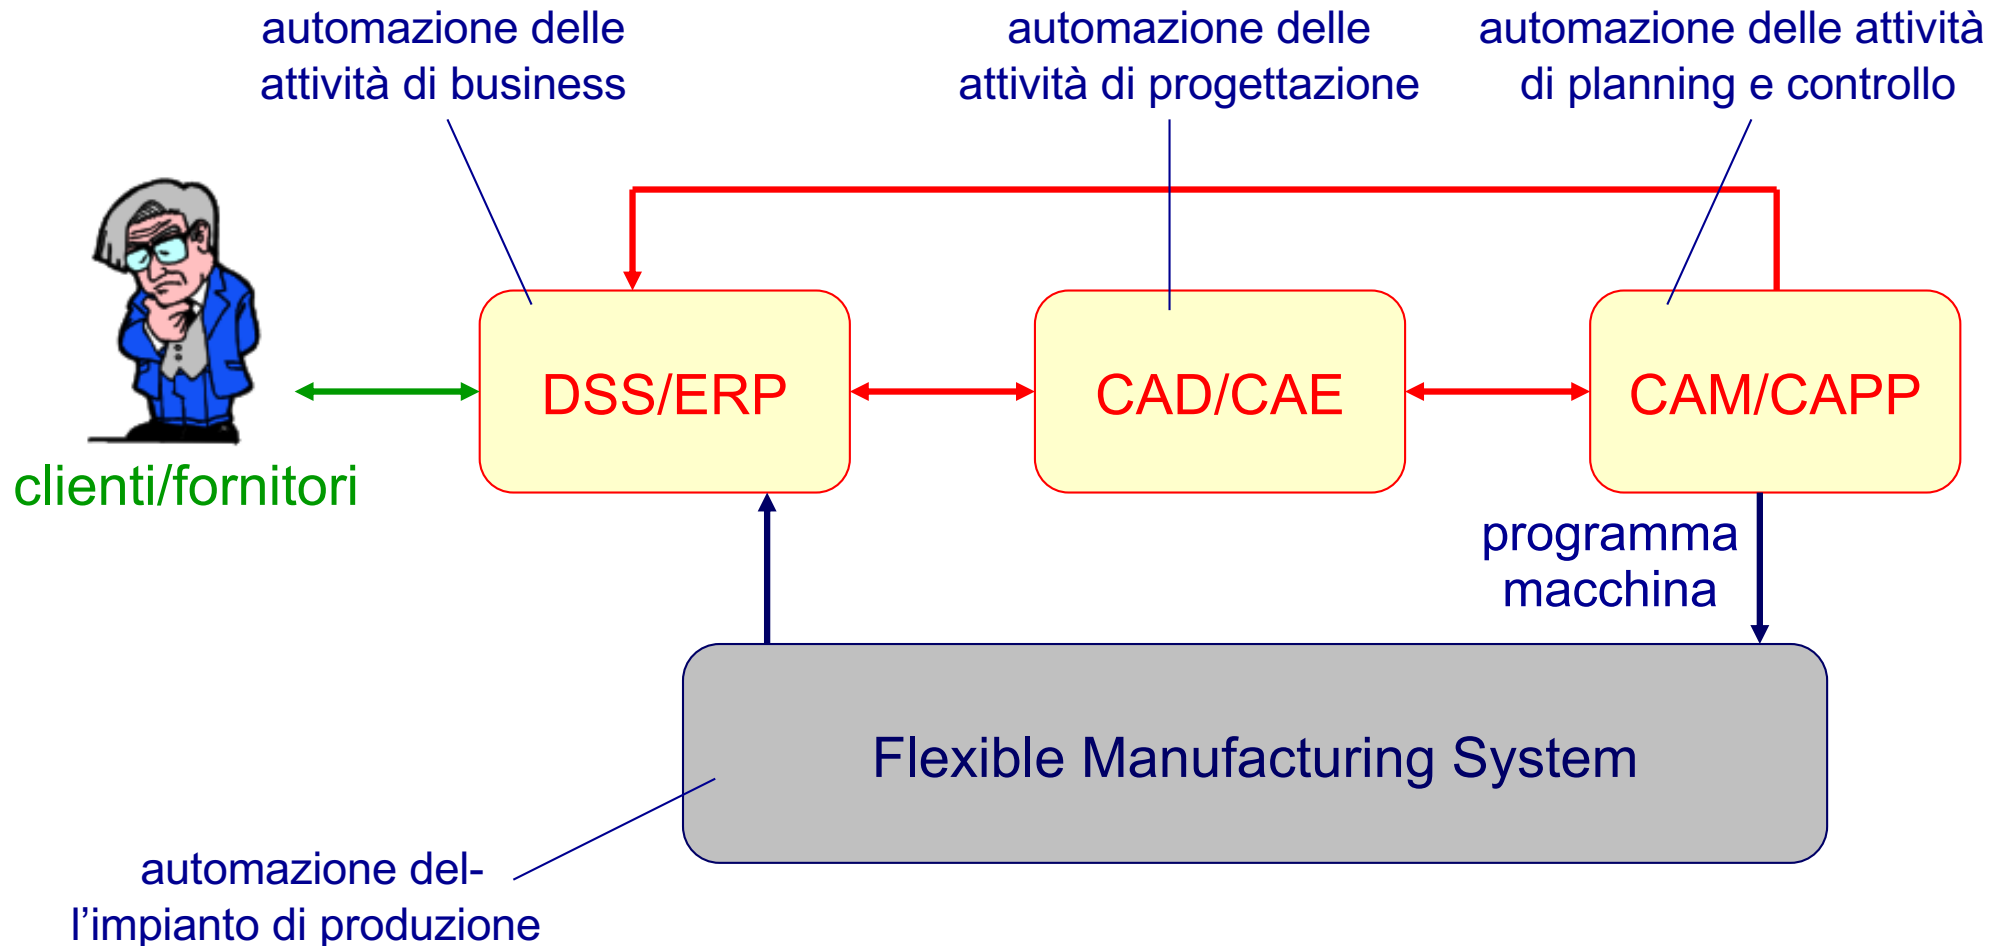 automazione delle
attività di business
automazione delle
attività di progettazione
automazione delle attività
di planning e controllo
DSS/ERP
CAD/CAE
CAM/CAPP
clienti/fornitori
programma
macchina
Flexible Manufacturing System
automazione del-
l’impianto di produzione